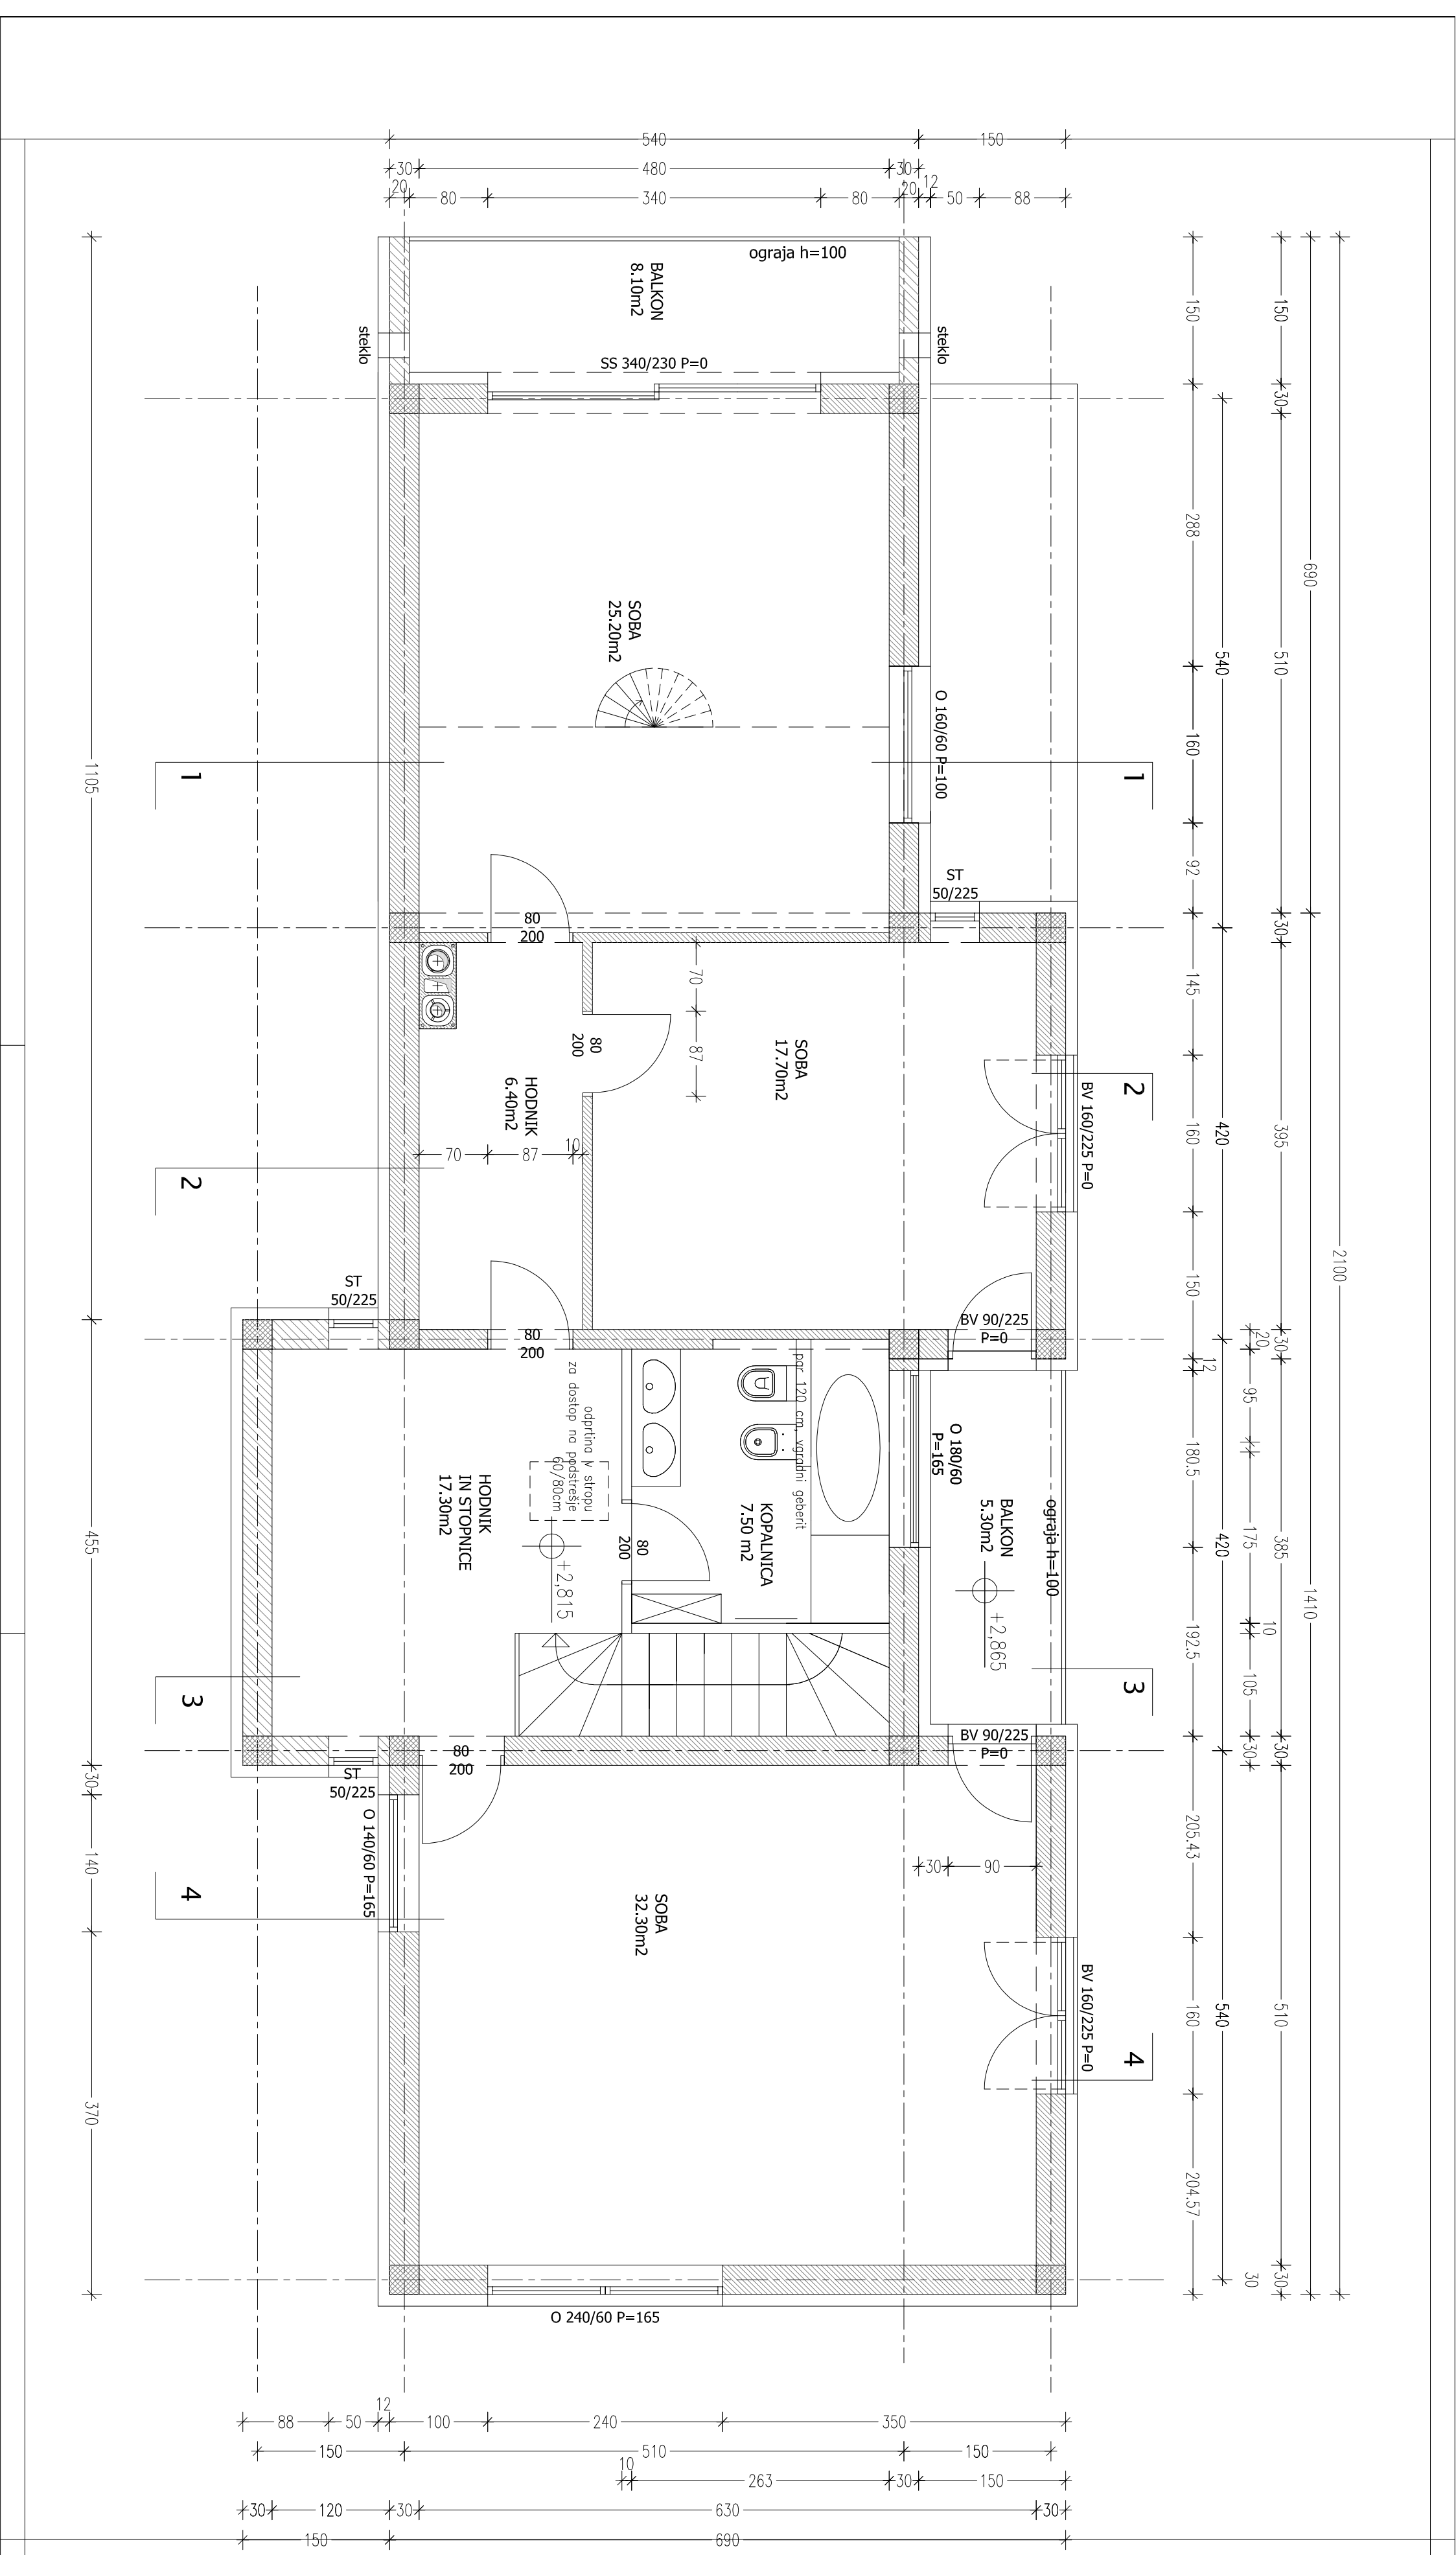 540
150
30
480
30
20
80
340
80
20
12
50
88
ograja h=100
BALKON
8.10m2
steklo
steklo
SS 340/230 P=0
150
150
30
288
690
540
510
SOBA
25.20m2
O 160/60 P=100
160
1105
1
1
92
ST
50/225
80
200
30
70
145
87
80
200
SOBA
17.70m2
HODNIK
6.40m2
2
BV 160/225 P=0
160
420
395
10
70
87
2
2100
150
ST
50/225
80
200
BV 90/225
P=0
20
30
12
95
za dostop na podstrešje
odprtina v stropu
60/80cm
par 120 cm, vgradni geberit
O 180/60
P=165
180.5
HODNIK
IN STOPNICE
17.30m2
KOPALNICA
7.50 m2
80
200
BALKON
5.30m2
ograja h=100
175
420
385
1410
455
+2,815
+2,865
10
192.5
105
3
3
80
200
BV 90/225
P=0
30
30
ST
50/225
30
O 140/60 P=165
140
4
205.43
30
90
SOBA
32.30m2
BV 160/225 P=0
160
540
510
4
370
204.57
30
30
O 240/60 P=165
12
88
50
100
240
350
150
510
150
10
263
30
150
30
120
30
630
30
150
690